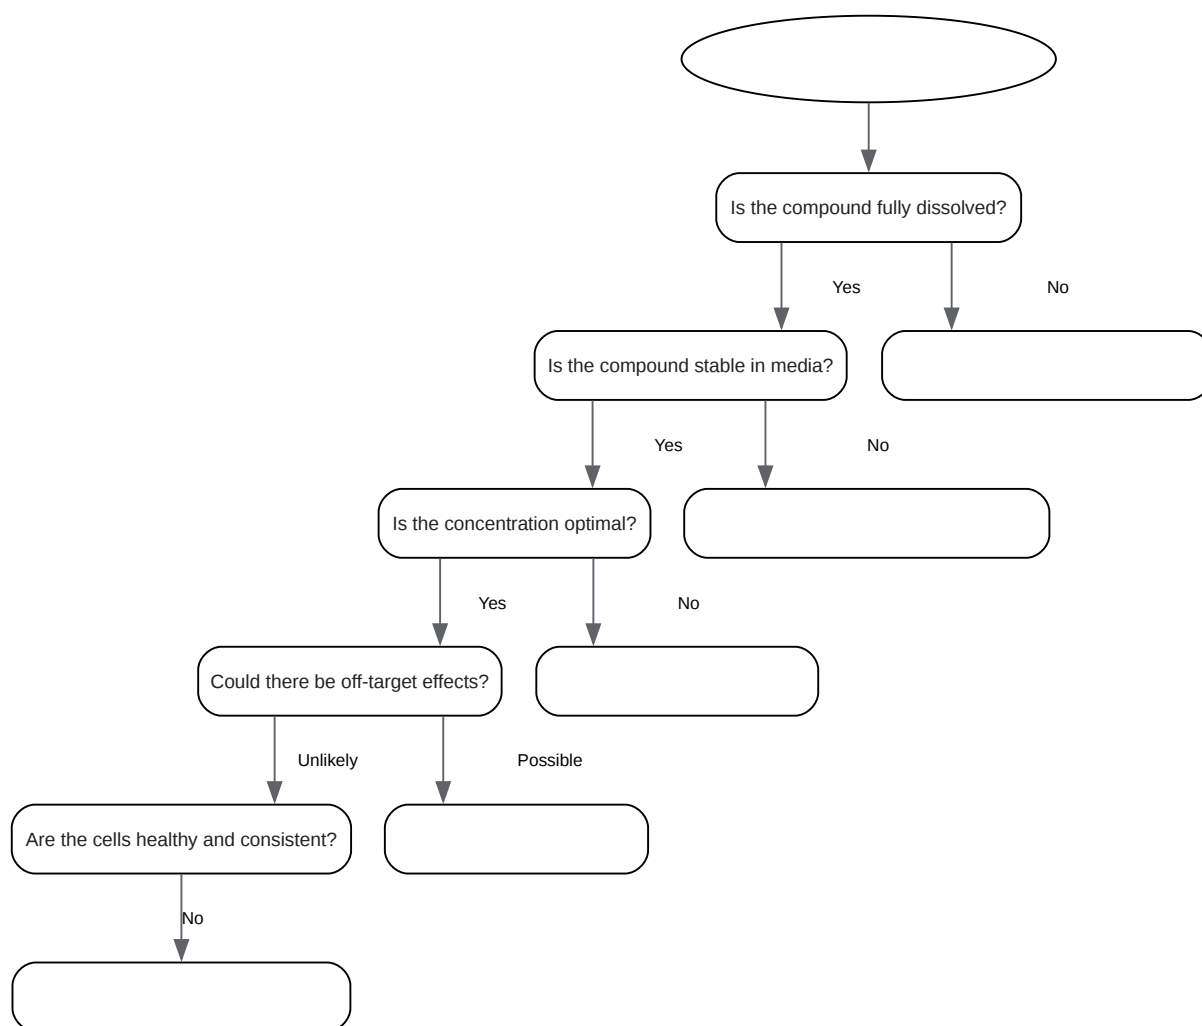 Is the compound fully dissolved?
Yes
No
Is the compound stable in media?
Yes
No
Is the concentration optimal?
Yes
No
Could there be off-target effects?
Unlikely
Possible
Are the cells healthy and consistent?
No